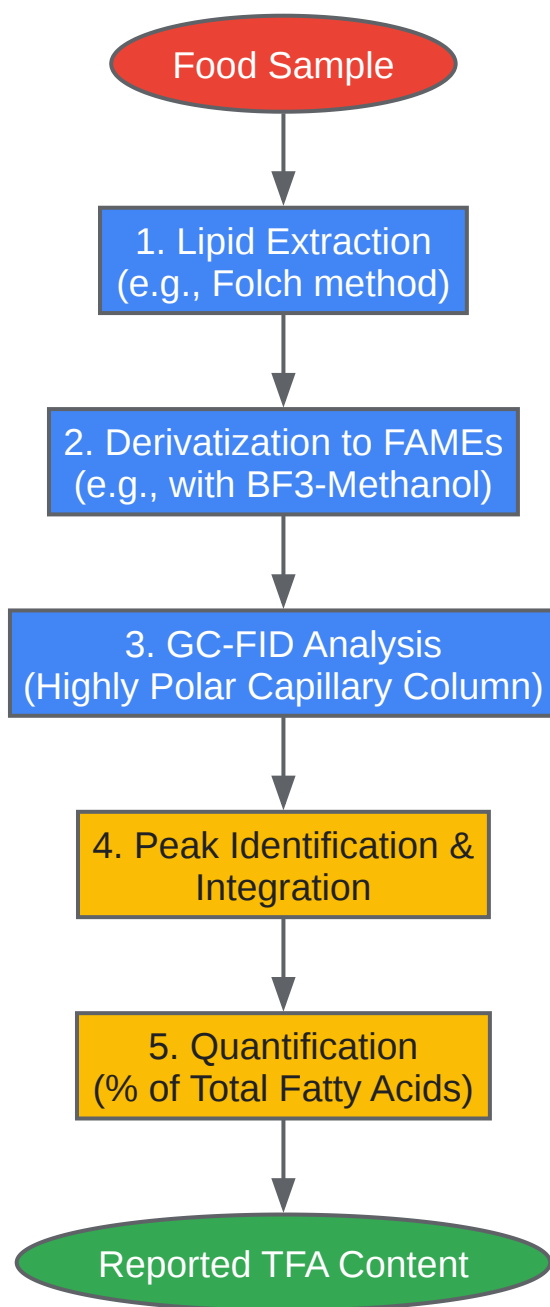 Food Sample
1. Lipid Extraction
(e.g., Folch method)
2. Derivatization to FAMEs
(e.g., with BF3-Methanol)
3. GC-FID Analysis
(Highly Polar Capillary Column)
4. Peak Identification &
Integration
5. Quantification
(% of Total Fatty Acids)
Reported TFA Content